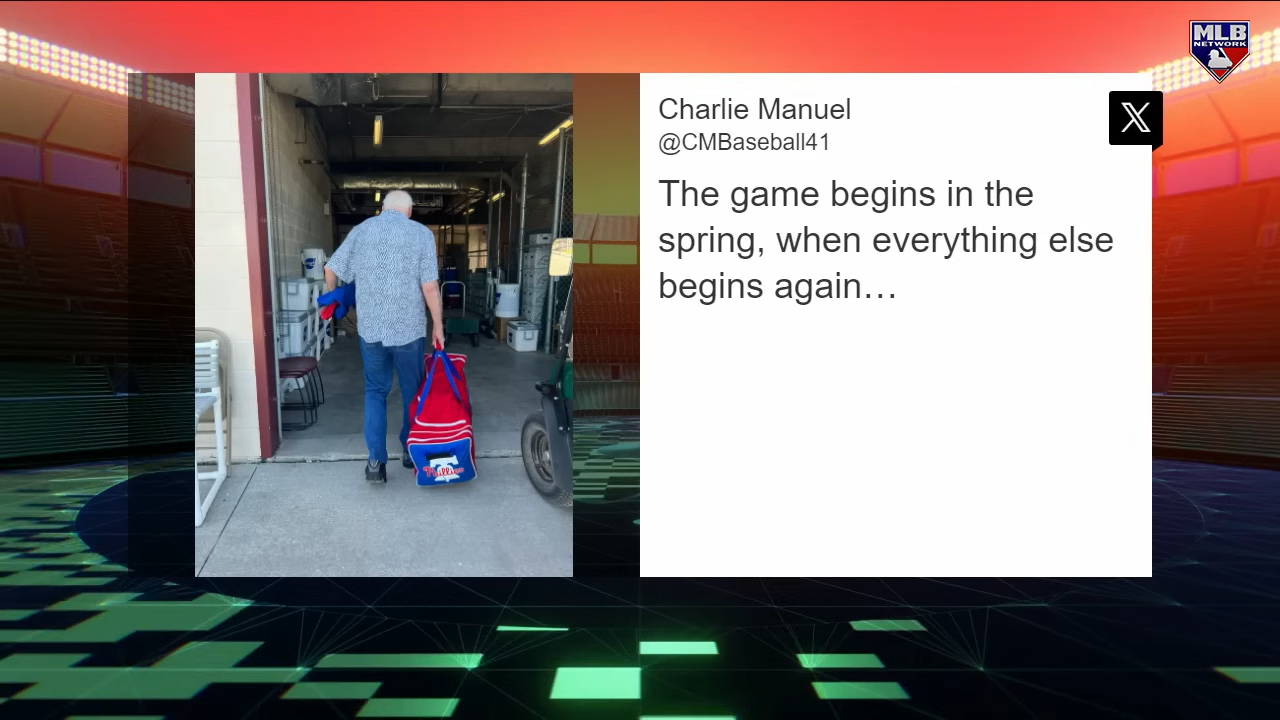 MLB
NETWORK
Charlie Manuel
@CMBaseball41
The game begins in the
spring, when everything else
begins again…
Phillies